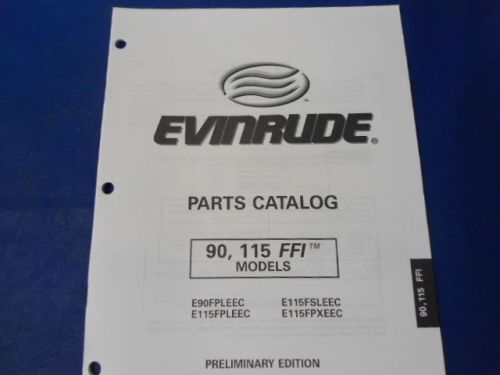 EVINRUDE®
PARTS CATALOG
90, 115 FFI™
MODELS
E90FPLEEC E115FSLEEC
E115FPLEEC E115FPXEEC
90, 115 FFI
PRELIMINARY EDITION